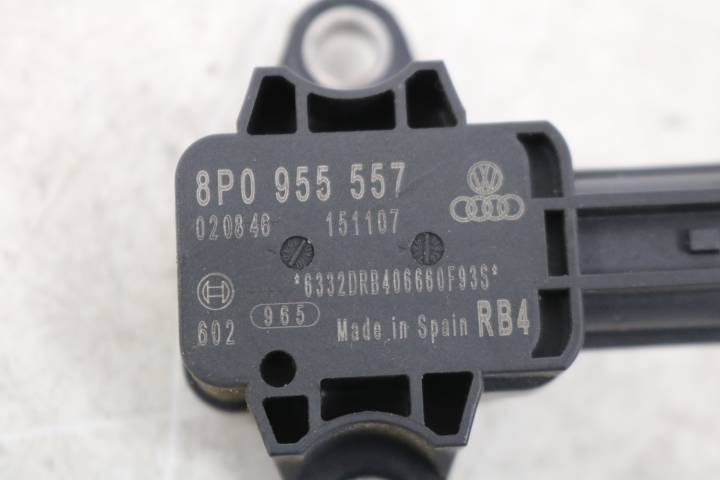 8P0 955 557
020846 151107
*6332DRB406660F93S*
965
602 Made in Spain RB4